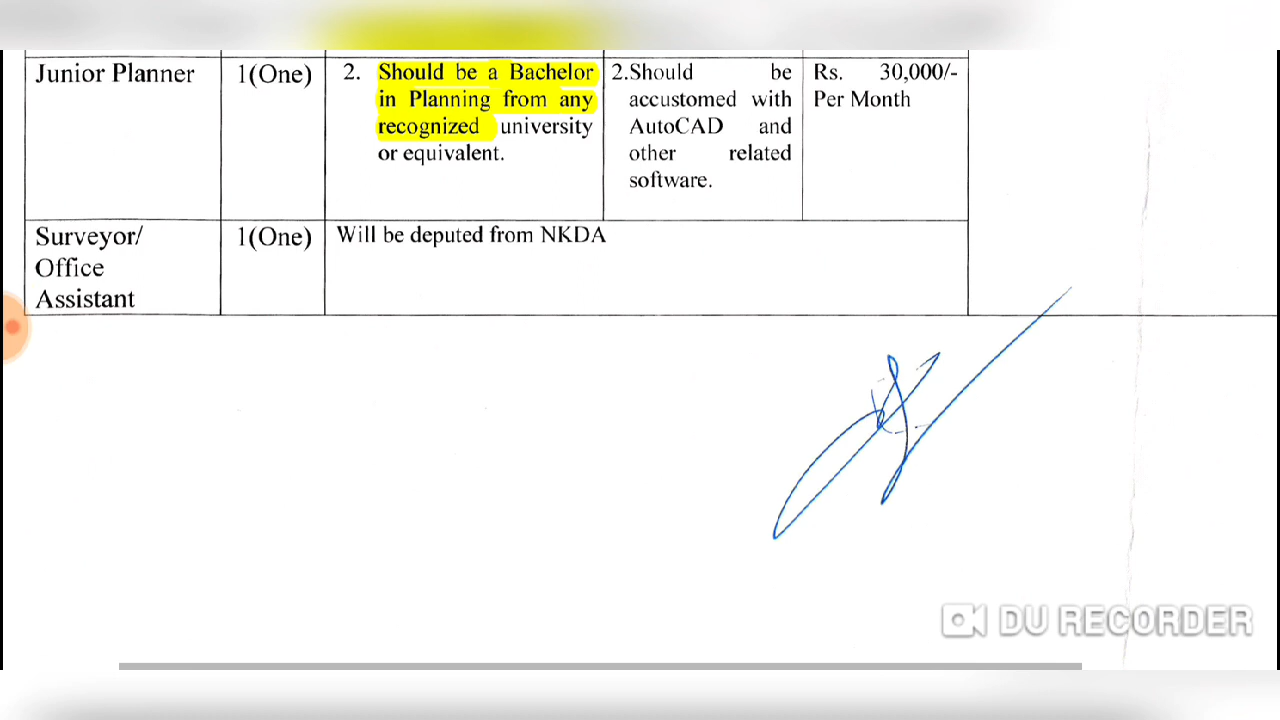 Junior Planner
1(One)
2. Should be a Bachelor
in Planning from any
recognized university
or equivalent.
2.Should be
accustomed with
AutoCAD and
other related
software.
Rs. 30,000/-
Per Month
Surveyor/
Office
Assistant
1(One)
Will be deputed from NKDA
DU RECORDER